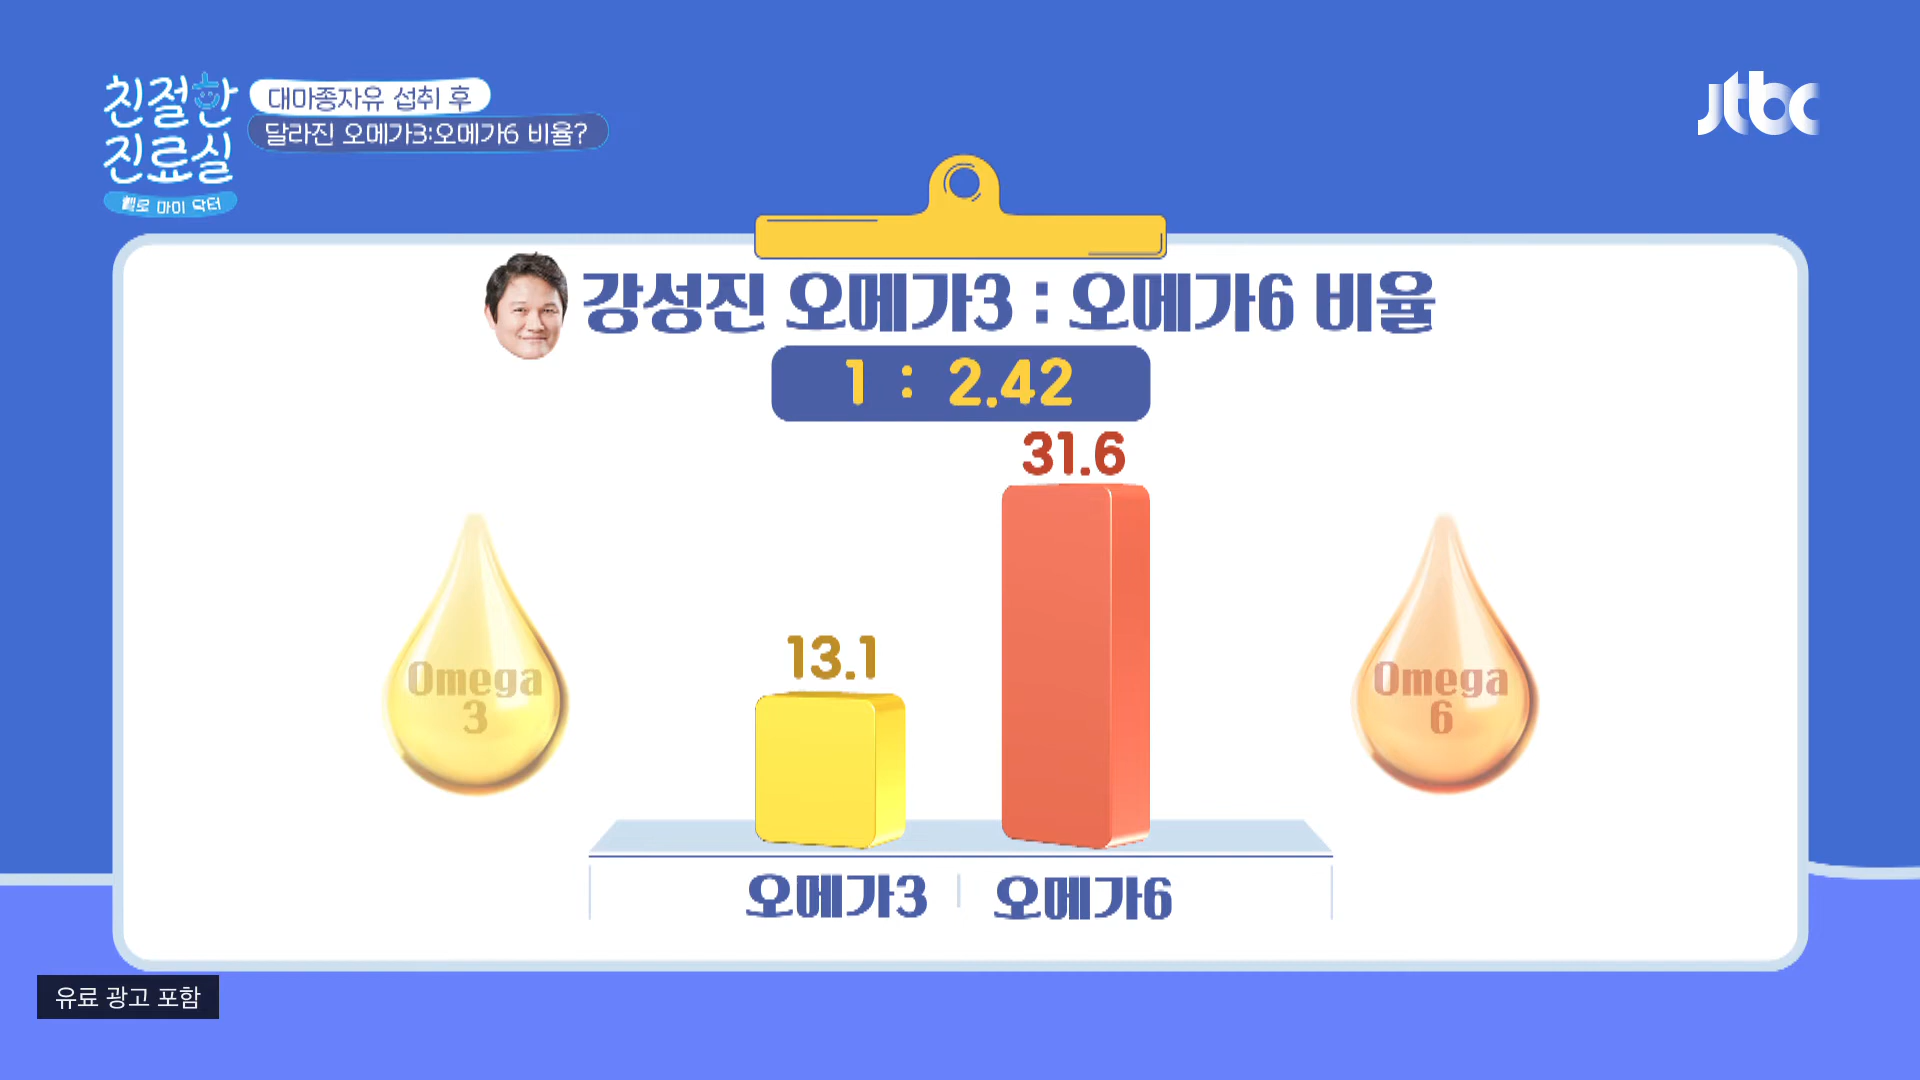 친절한
진료실
헬로 마이 닥터
대마종자유 섭취 후
달라진 오메가3:오메가6 비율?
jtbc
강성진 오메가3 : 오메가6 비율
1 : 2.42
31.6
13.1
Omega
3
Omega
6
오메가3
오메가6
유료 광고 포함